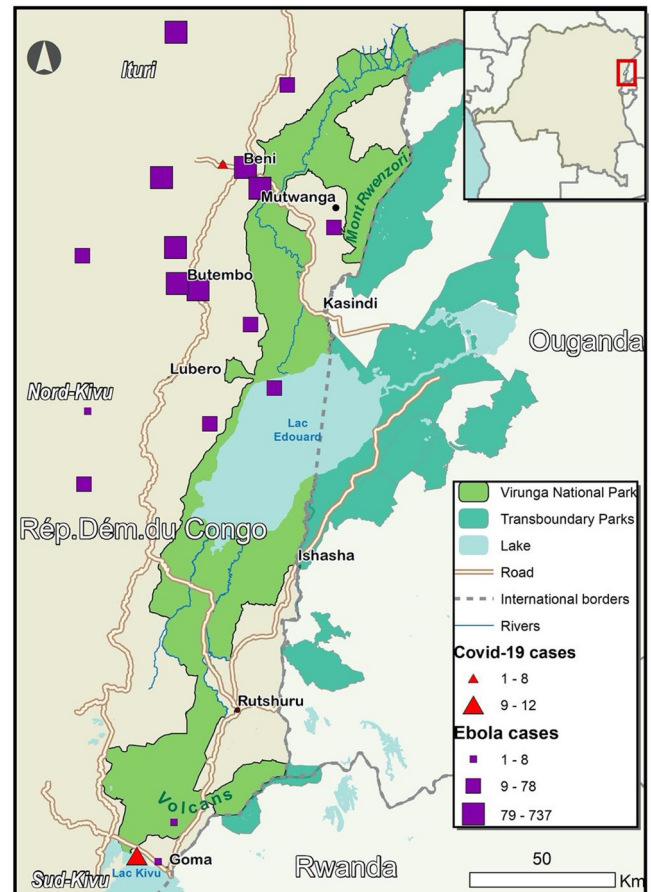 Ituri
Beni
Mutwanga
Mont Rwenzori
Butembo
Kasindi
Ouganda
Lubero
Nord-Kivu
Lac
Edouard
Rép.Dém.du Congo
Ishasha
Rutshuru
Volcans
Goma
Lac Kivu
Sud-Kivu
Rwanda
Virunga National Park
Transboundary Parks
Lake
Road
International borders
Rivers
Covid-19 cases
1 - 8
9 - 12
Ebola cases
1 - 8
9 - 78
79 - 737
50
Km